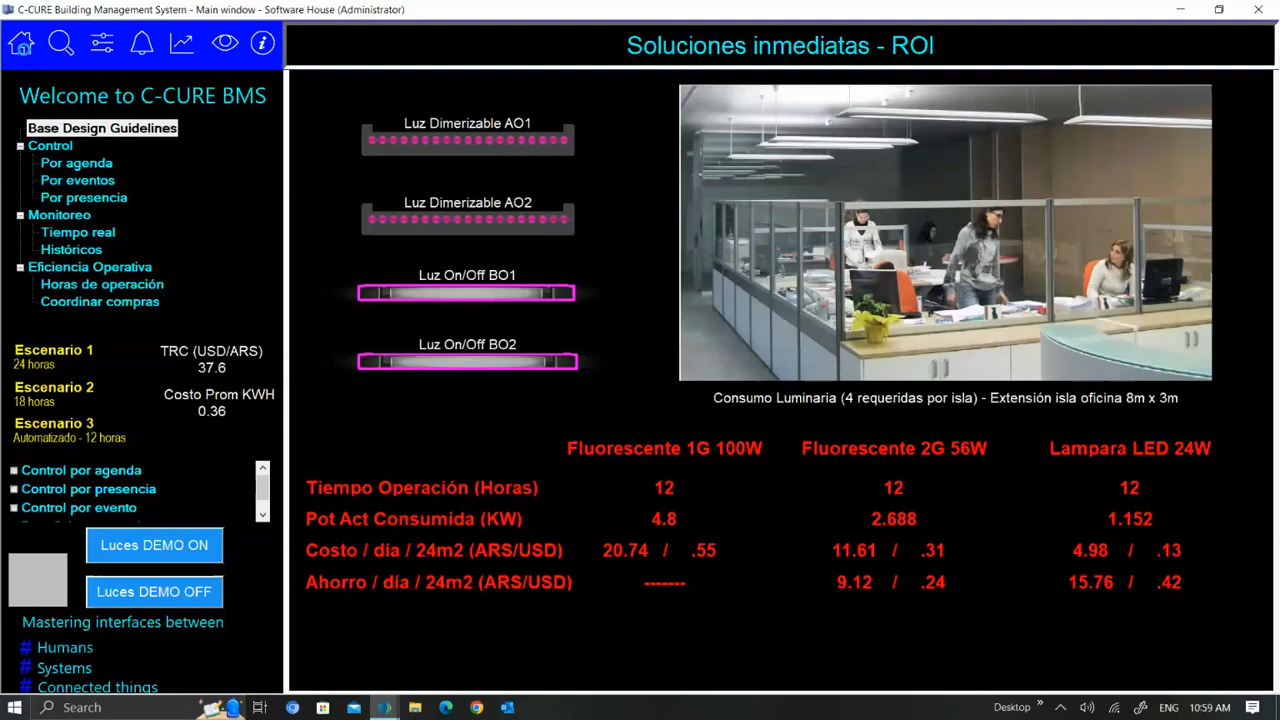 C-CURE Building Management System - Main window - Software House (Administrator)
Soluciones inmediatas - ROI
Welcome to C-CURE BMS
Base Design Guidelines
Control
Por agenda
Por eventos
Por presencia
Monitoreo
Tiempo real
Históricos
Eficiencia Operativa
Horas de operación
Coordinar compras
Escenario 1
24 horas
TRC (USD/ARS)
37.6
Escenario 2
18 horas
Costo Prom KWH
0.36
Escenario 3
Automatizado - 12 horas
Control por agenda
Control por presencia
Control por evento
Luces DEMO ON
Luces DEMO OFF
Mastering interfaces between
# Humans
# Systems
# Connected things
Luz Dimerizable AO1
Luz Dimerizable AO2
Luz On/Off BO1
Luz On/Off BO2
Consumo Luminaria (4 requeridas por isla) - Extensión isla oficina 8m x 3m
Fluorescente 1G 100W Fluorescente 2G 56W Lampara LED 24W
Tiempo Operación (Horas) 12 12 12
Pot Act Consumida (KW) 4.8 2.688 1.152
Costo / día / 24m2 (ARS/USD) 20.74 / .55 11.61 / .31 4.98 / .13
Ahorro / día / 24m2 (ARS/USD) ------- 9.12 / .24 15.76 / .42
Search
Desktop
ENG
10:59 AM